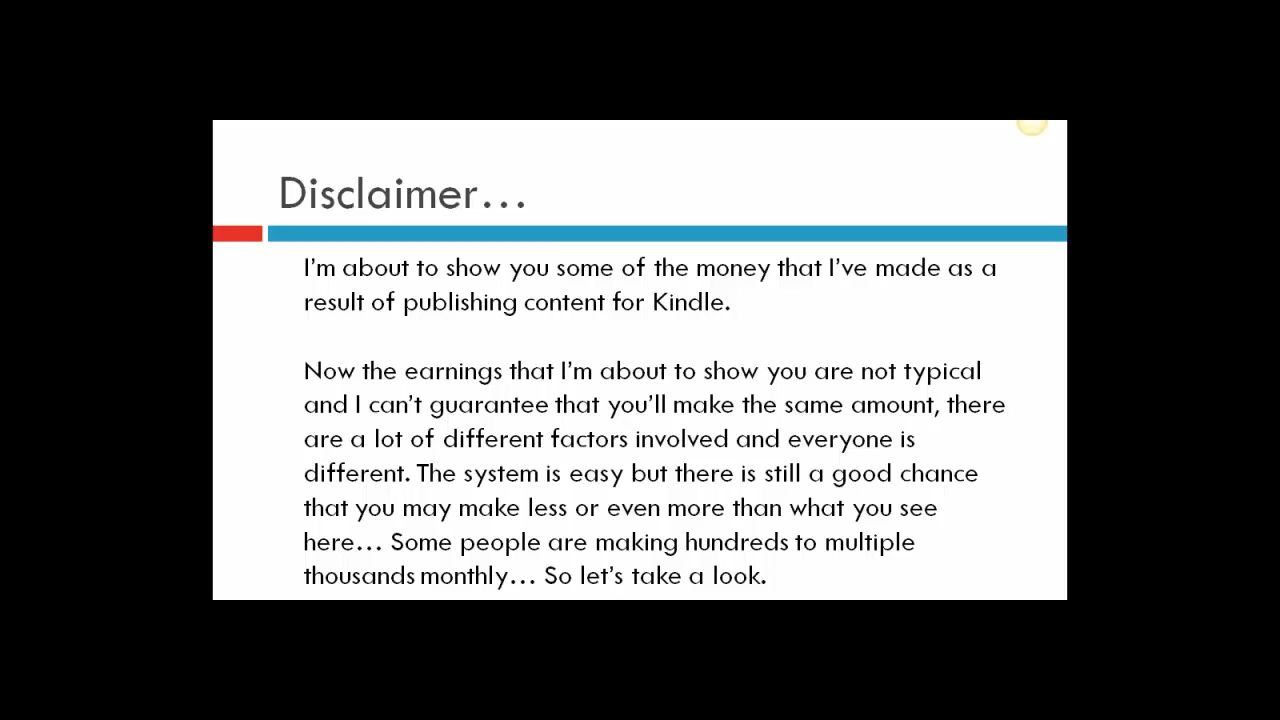 Disclaimer...
I'm about to show you some of the money that I've made as a
result of publishing content for Kindle.
Now the earnings that I'm about to show you are not typical
and I can't guarantee that you'll make the same amount, there
are a lot of different factors involved and everyone is
different. The system is easy but there is still a good chance
that you may make less or even more than what you see
here... Some people are making hundreds to multiple
thousands monthly... So let's take a look.